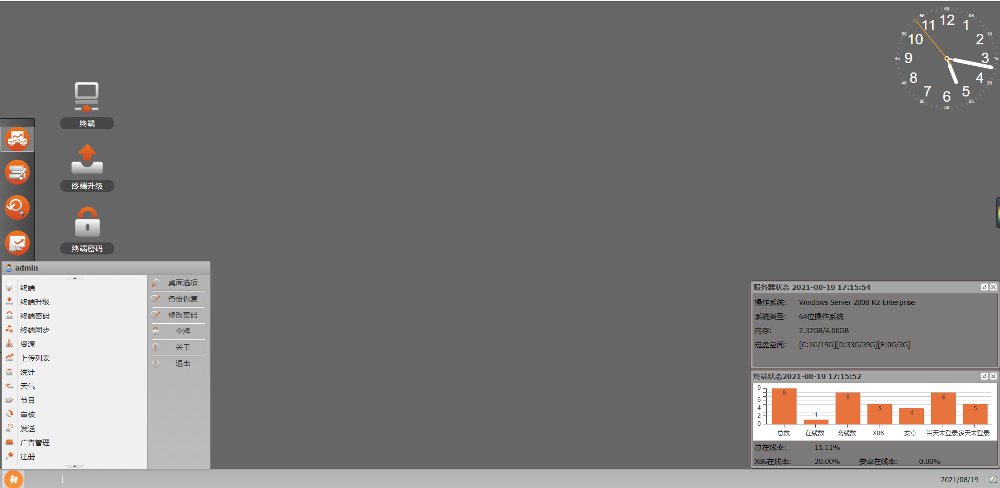 60
55
05
11
12
1
50
10
10
2
45
9
3
15
8
4
40
20
7
5
6
35
25
30
终端
终端升级
终端密码
admin
终端
终端升级
终端密码
终端同步
资源
上传列表
统计
天气
节目
审核
发送
广告管理
注册
桌面选项
备份恢复
修改密码
令牌
关于
退出
服务器状态 2021-08-19 17:15:54
操作系统: Windows Server 2008 R2 Enterprise
系统类型: 64位操作系统
内存: 2.32GB/4.00GB
磁盘空间: [C:1G/19G][D:33G/39G][E:0G/3G]
终端状态2021-08-19 17:15:52
9
6
4
2
0
9
1
8
5
4
8
5
总数 在线数 离线数 X86 安卓 当天未登录 多天未登录
总在线率: 11.11%
X86在线率: 20.00% 安卓在线率: 0.00%
2021/08/19